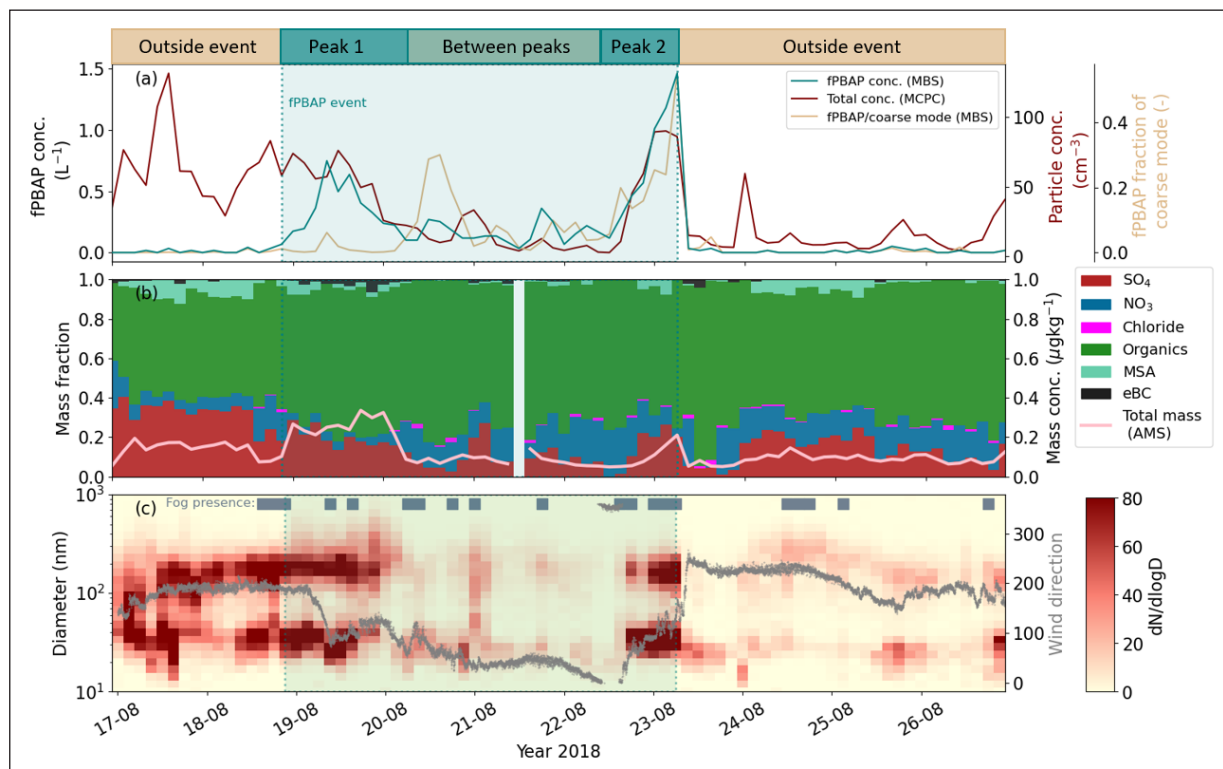 Outside event Peak 1 Between peaks Peak 2 Outside event
(a)
fPBAP event
fPBAP conc. (MBS)
Total conc. (MCPC)
fPBAP/coarse mode (MBS)
1.5
1.0
0.5
0.0
fPBAP conc.
(L⁻¹)
100
50
0
Particle conc.
(cm⁻³)
0.4
0.2
0.0
fPBAP fraction of
coarse mode (-)
(b)
1.0
0.8
0.6
0.4
0.2
0.0
Mass fraction
1.0
0.8
0.6
0.4
0.2
0.0
Mass conc. (μgkg⁻¹)
SO₄
NO₃
Chloride
Organics
MSA
eBC
Total mass
(AMS)
(c)
Fog presence:
10³
10²
10¹
Diameter (nm)
300
200
100
0
Wind direction
80
60
40
20
0
dN/dlogD
17-08 18-08 19-08 20-08 21-08 22-08 23-08 24-08 25-08 26-08
Year 2018